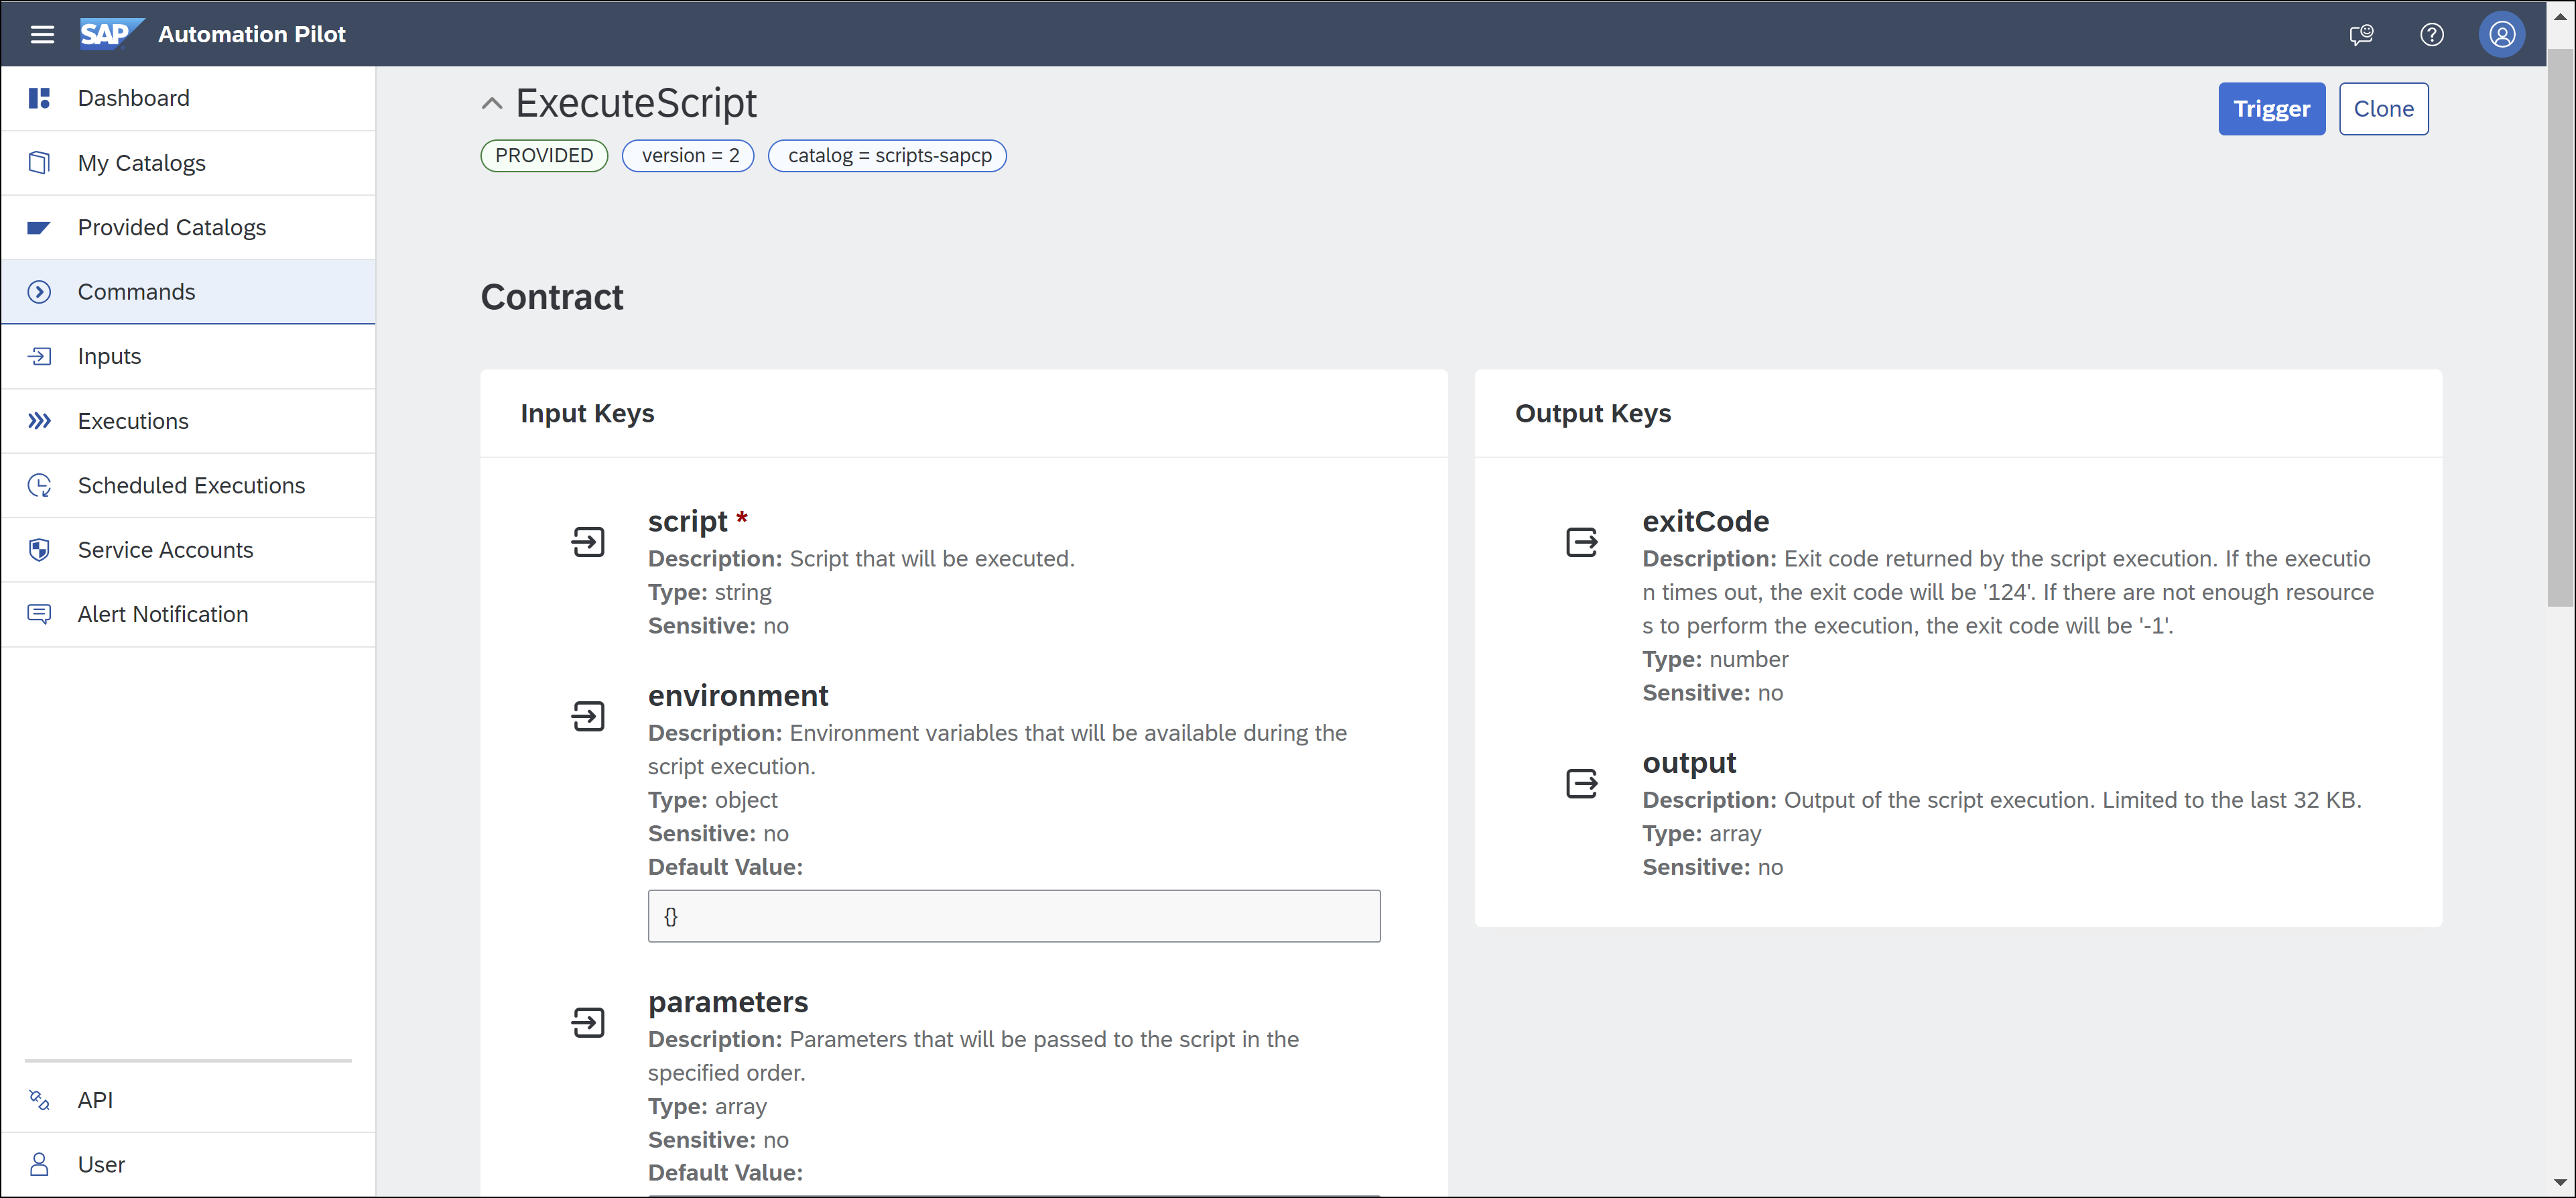 SAP Automation Pilot
Dashboard
My Catalogs
Provided Catalogs
Commands
Inputs
Executions
Scheduled Executions
Service Accounts
Alert Notification
API
User
ExecuteScript
Trigger
Clone
PROVIDED
version = 2
catalog = scripts-sapcp
Contract
Input Keys
script *
Description: Script that will be executed.
Type: string
Sensitive: no
environment
Description: Environment variables that will be available during the
script execution.
Type: object
Sensitive: no
Default Value:
{}
parameters
Description: Parameters that will be passed to the script in the
specified order.
Type: array
Sensitive: no
Default Value:
Output Keys
exitCode
Description: Exit code returned by the script execution. If the executio
n times out, the exit code will be '124'. If there are not enough resource
s to perform the execution, the exit code will be '-1'.
Type: number
Sensitive: no
output
Description: Output of the script execution. Limited to the last 32 KB.
Type: array
Sensitive: no